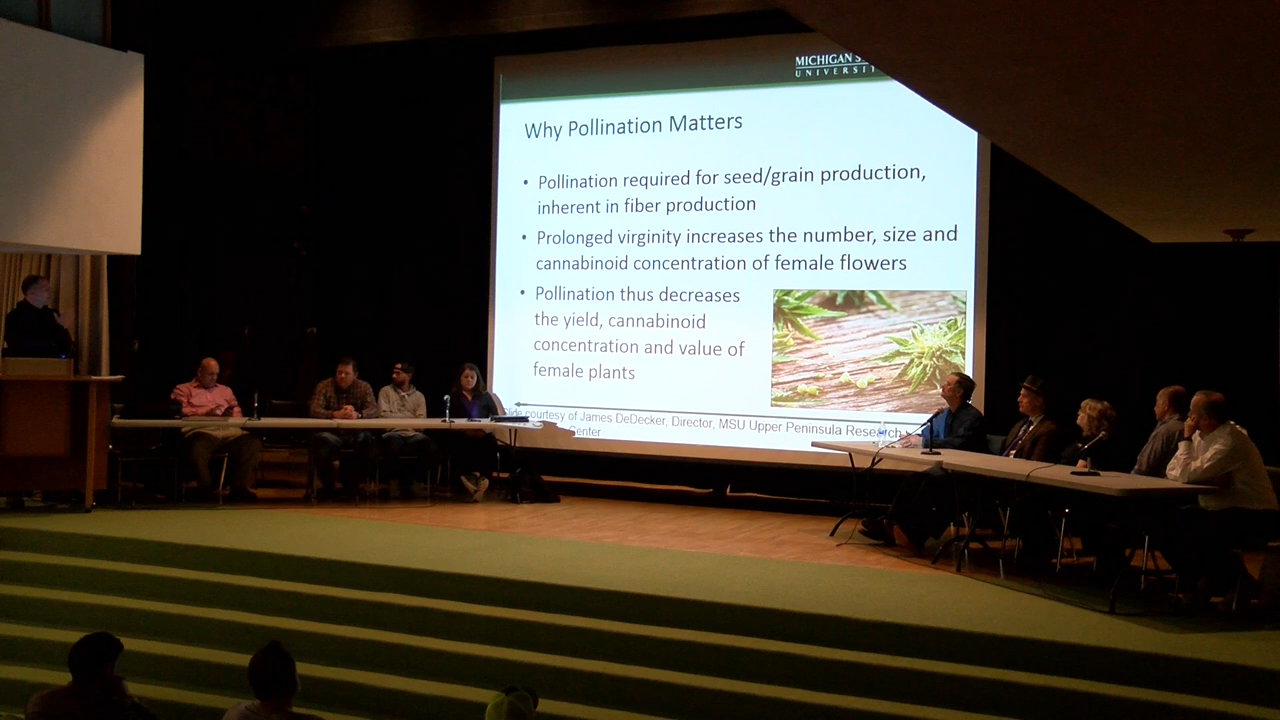 MICHIGAN
UNIVERSIT
Why Pollination Matters
• Pollination required for seed/grain production,
inherent in fiber production
• Prolonged virginity increases the number, size and
cannabinoid concentration of female flowers
• Pollination thus decreases
the yield, cannabinoid
concentration and value of
female plants
Slide courtesy of James DeDecker, Director, MSU Upper Peninsula Research
Center